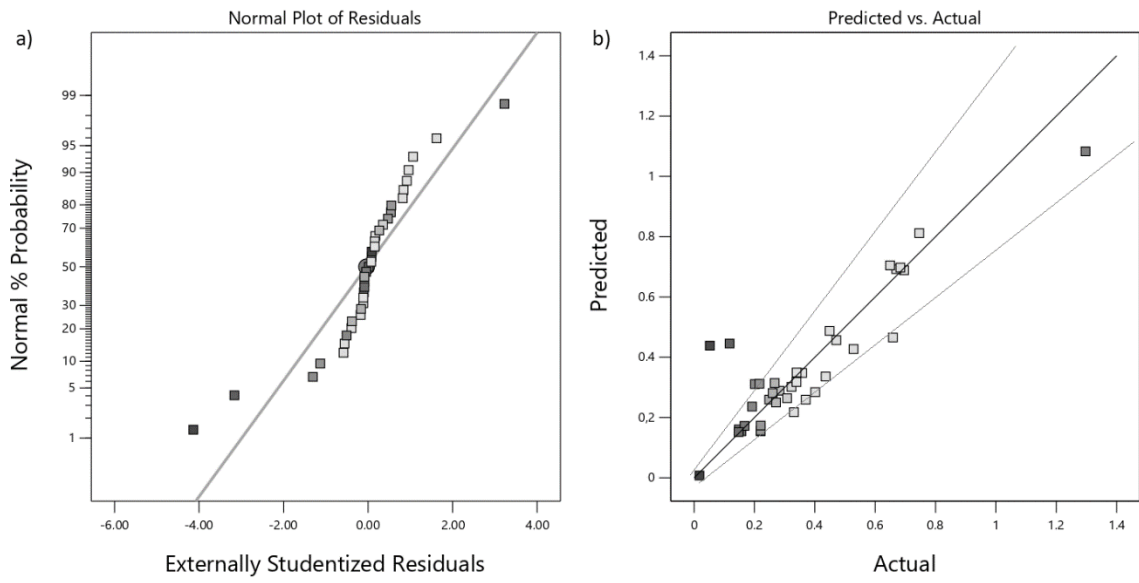 a)
Normal Plot of Residuals
Normal % Probability
99
95
90
80
70
50
30
20
10
5
1
-6.00 -4.00 -2.00 0.00 2.00 4.00
Externally Studentized Residuals
b)
Predicted vs. Actual
Predicted
1.4
1.2
1
0.8
0.6
0.4
0.2
0
0 0.2 0.4 0.6 0.8 1 1.2 1.4
Actual